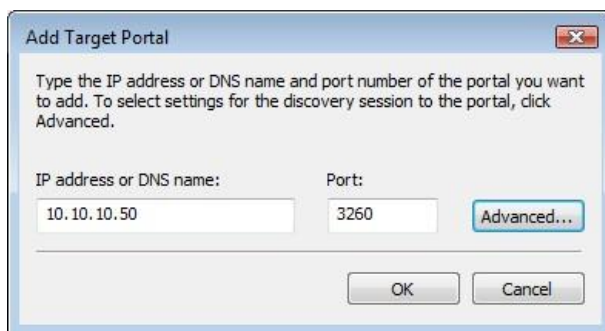 Add Target Portal
Type the IP address or DNS name and port number of the portal you want
to add. To select settings for the discovery session to the portal, click
Advanced.
IP address or DNS name: Port:
10.10.10.50 3260 Advanced...
OK Cancel